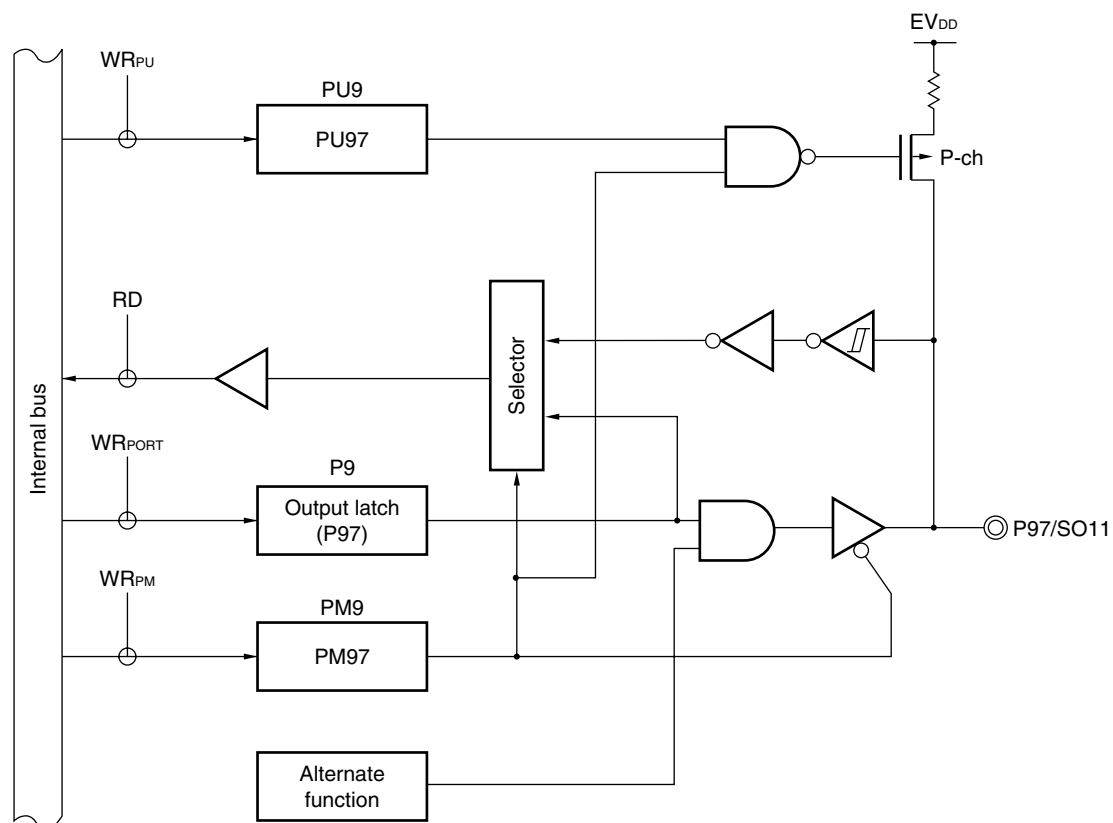 EVDD
WRPU
PU9
PU97
P-ch
RD
Selector
Internal bus
WRPORT
P9
Output latch
(P97)
P97/SO11
WRPM
PM9
PM97
Alternate
function